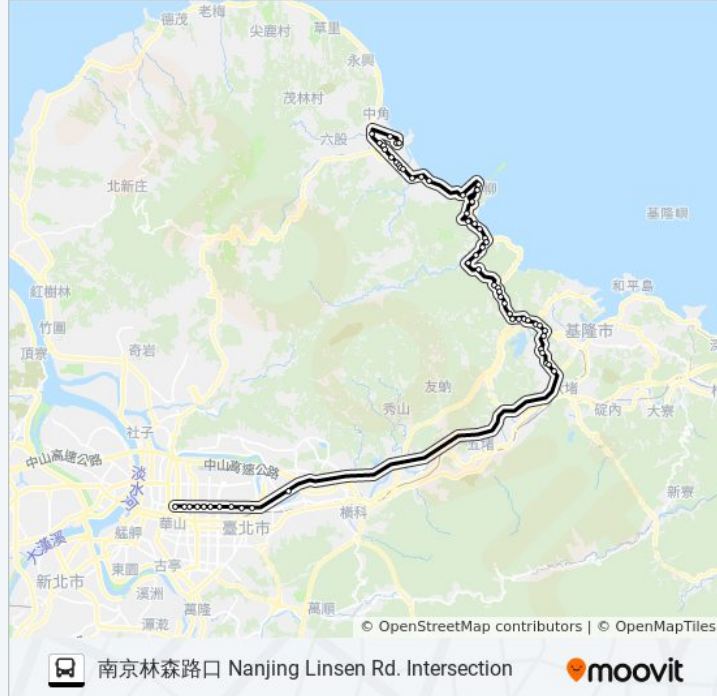 老梅
德茂
尖鹿村
草里
永興
茂林村
中角
六股
北新庄
柳
基隆嶼
紅樹林
和平島
竹圍
基隆市
頂寮
奇岩
友蚋
秀山
碇內
大寮
社子
五堵
中山高速公路
中山高速公路
淡水河
新寮
橫科
華山
臺北市
艋舺
大漢溪
東園
古亭
新北市
溪洲
萬隆
萬順
潭墘
© OpenStreetMap contributors | © OpenMapTiles
南京林森路口 Nanjing Linsen Rd. Intersection
moovit